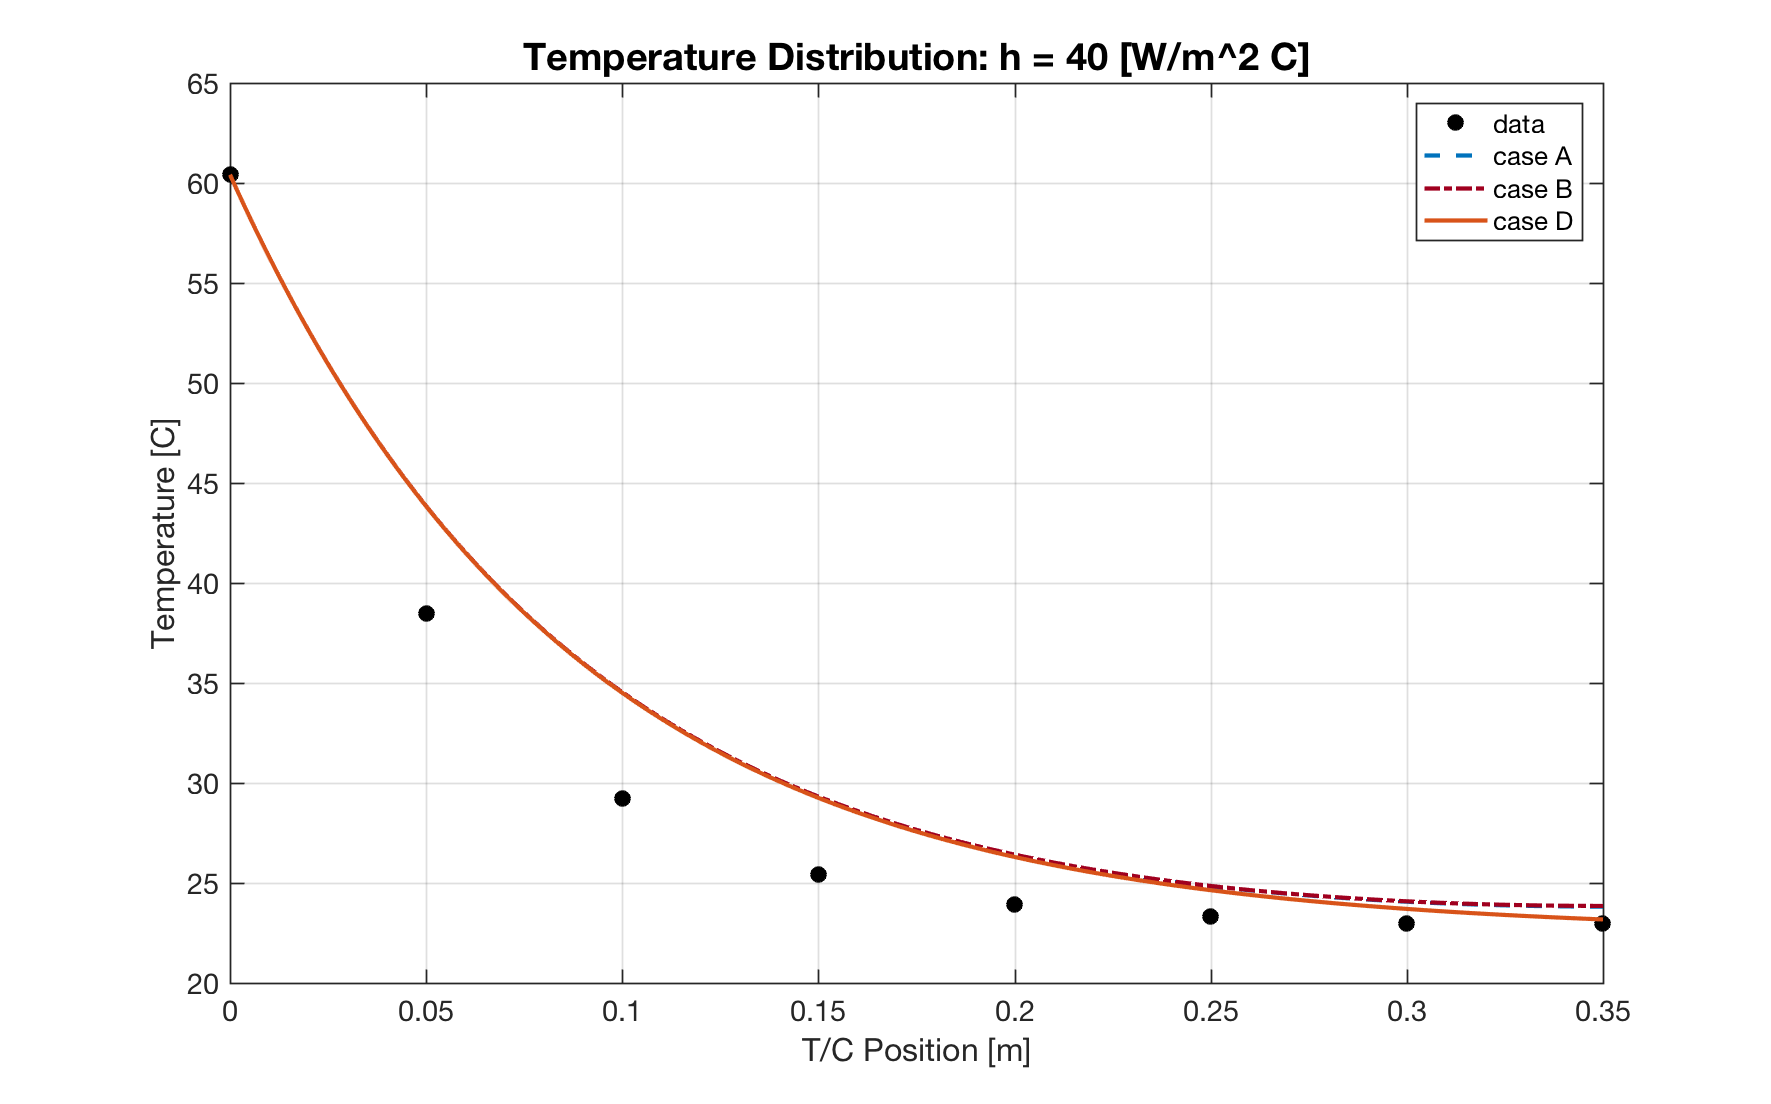 Temperature Distribution: h = 40 [W/m^2 C]
65
60
55
50
45
40
35
30
25
20
Temperature [C]
data
case A
case B
case D
0
0.05
0.1
0.15
0.2
0.25
0.3
0.35
T/C Position [m]